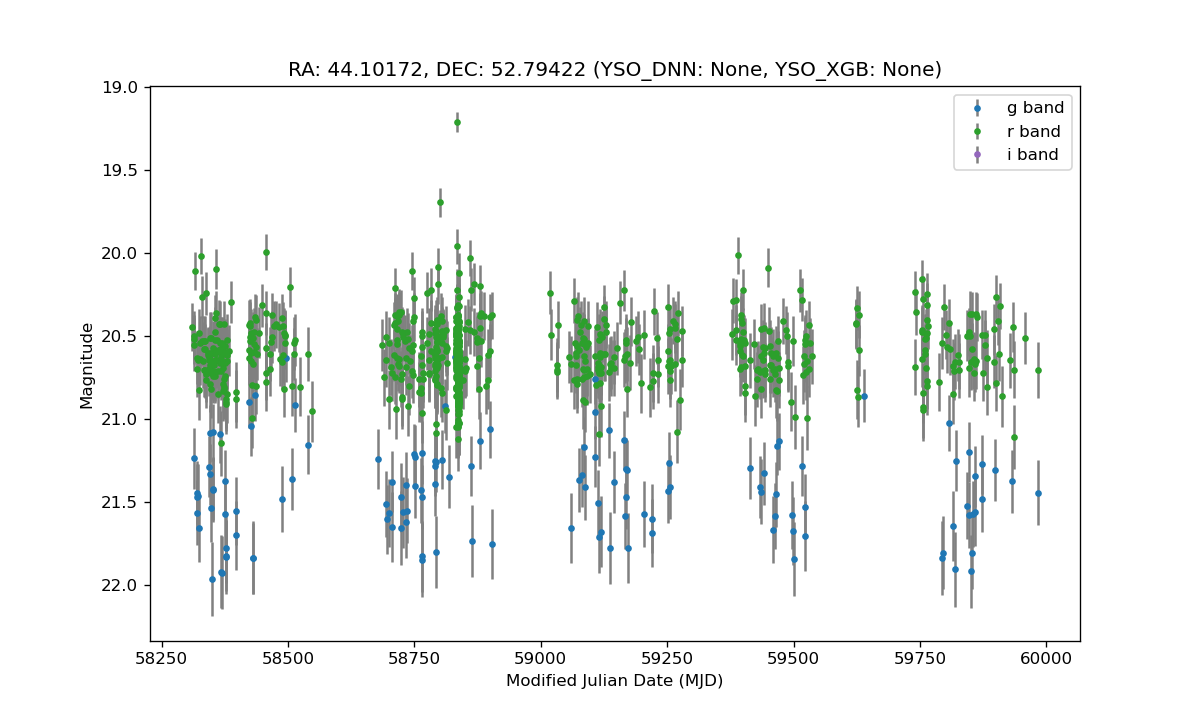 RA: 44.10172, DEC: 52.79422 (YSO_DNN: None, YSO_XGB: None)
g band
r band
i band
19.0
19.5
20.0
20.5
21.0
21.5
22.0
Magnitude
58250 58500 58750 59000 59250 59500 59750 60000
Modified Julian Date (MJD)